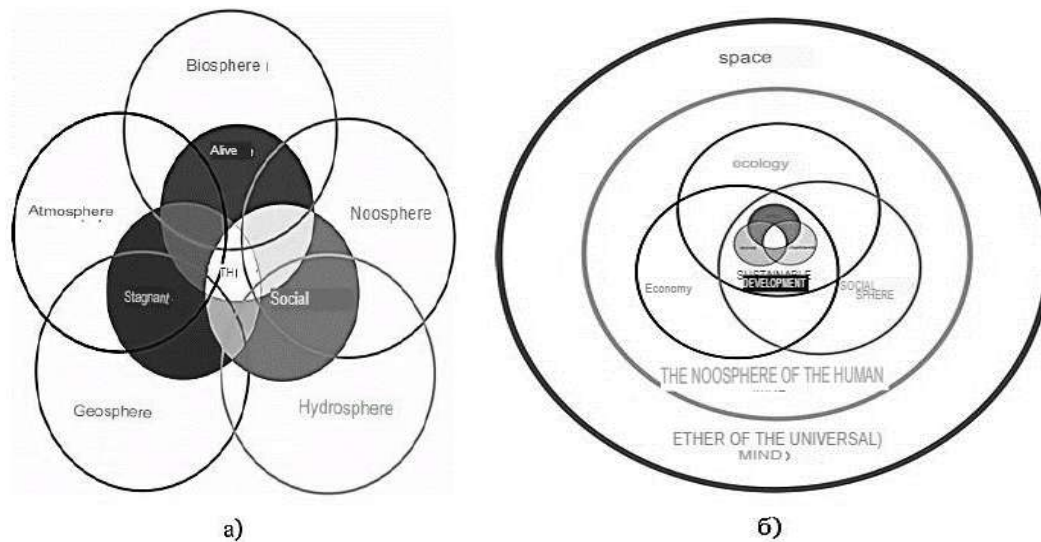 Biosphere
Alive
Atmosphere
Noosphere
THI
Stagnant
Social
Geosphere
Hydrosphere
а)
space
ecology
SUSTAINABLE
DEVELOPMENT
Economy
SOCIAL
SPHERE
THE NOOSPHERE OF THE HUMAN
ETHER OF THE UNIVERSAL)
MIND)
б)